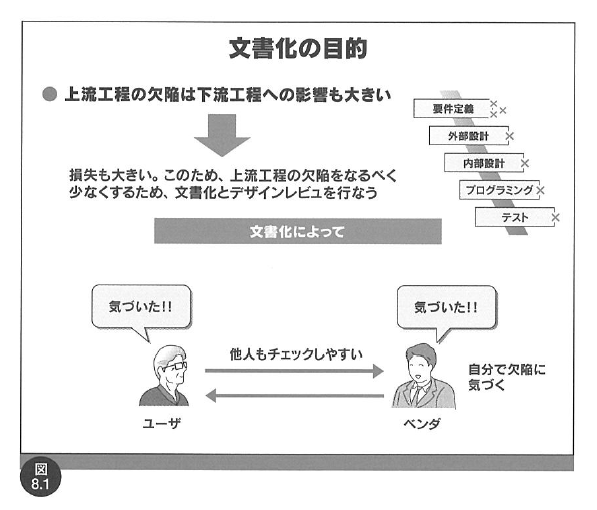 文書化の目的
● 上流工程の欠陥は下流工程への影響も大きい
要件定義
外部設計
内部設計
プログラミング
テスト
損失も大きい。このため、上流工程の欠陥をなるべく
少なくするため、文書化とデザインレビュを行なう
文書化によって
気づいた!!
気づいた!!
他人もチェックしやすい
自分で欠陥に
気づく
ユーザ
ベンダ
図
8.1